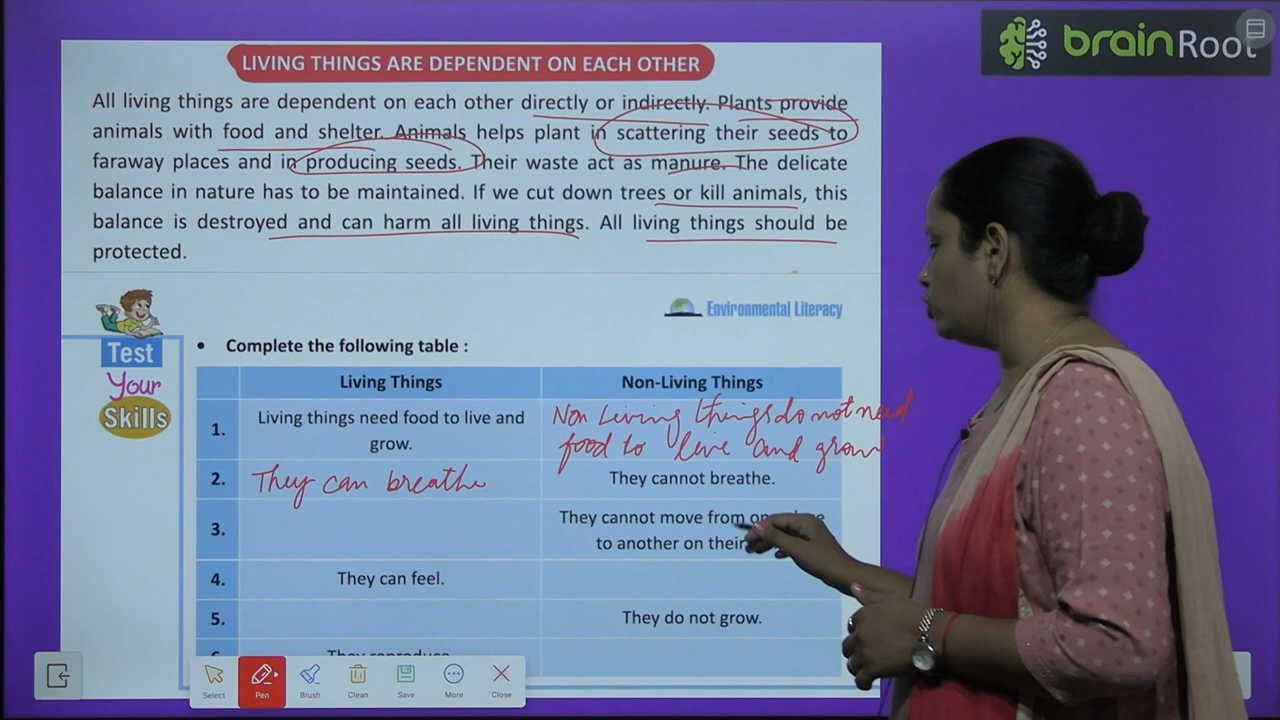 brainRoot
LIVING THINGS ARE DEPENDENT ON EACH OTHER
All living things are dependent on each other directly or indirectly. Plants provide
animals with food and shelter. Animals helps plant in scattering their seeds to
faraway places and in producing seeds. Their waste act as manure. The delicate
balance in nature has to be maintained. If we cut down trees or kill animals, this
balance is destroyed and can harm all living things. All living things should be
protected.
Environmental Literacy
Test
Your
Skills
• Complete the following table :
Living Things Non-Living Things
1. Living things need food to live and
grow.
Non Living things do not need
food to live and grow
2. They can breathe They cannot breathe.
3. They cannot move from
to another on their
4. They can feel.
5. They do not grow.
They reproduce
Select Pen Brush Clean Save More Close